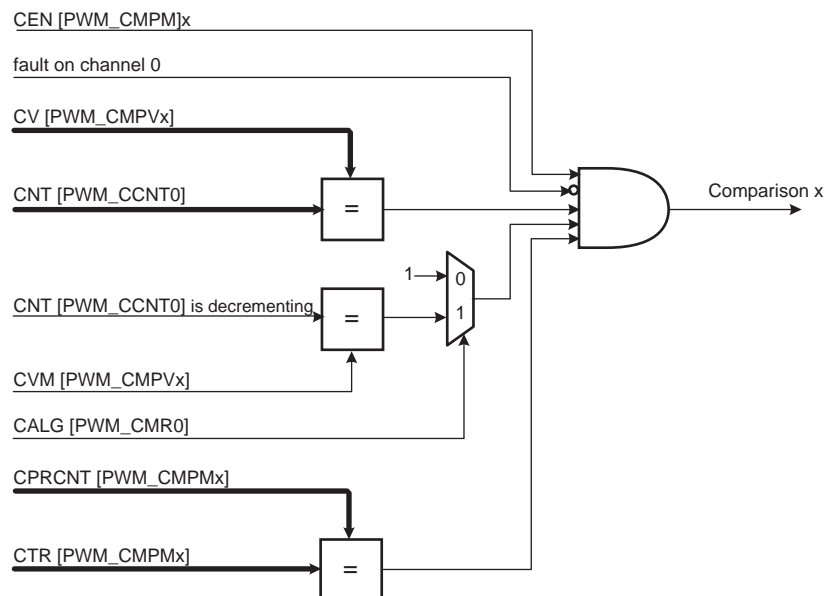 CEN [PWM_CMPM]x
fault on channel 0
CV [PWM_CMPVx]
CNT [PWM_CCNT0]
=
Comparison x
1
0
CNT [PWM_CCNT0] is decrementing
=
1
CVM [PWM_CMPVx]
CALG [PWM_CMR0]
CPRCNT [PWM_CMPMx]
CTR [PWM_CMPMx]
=